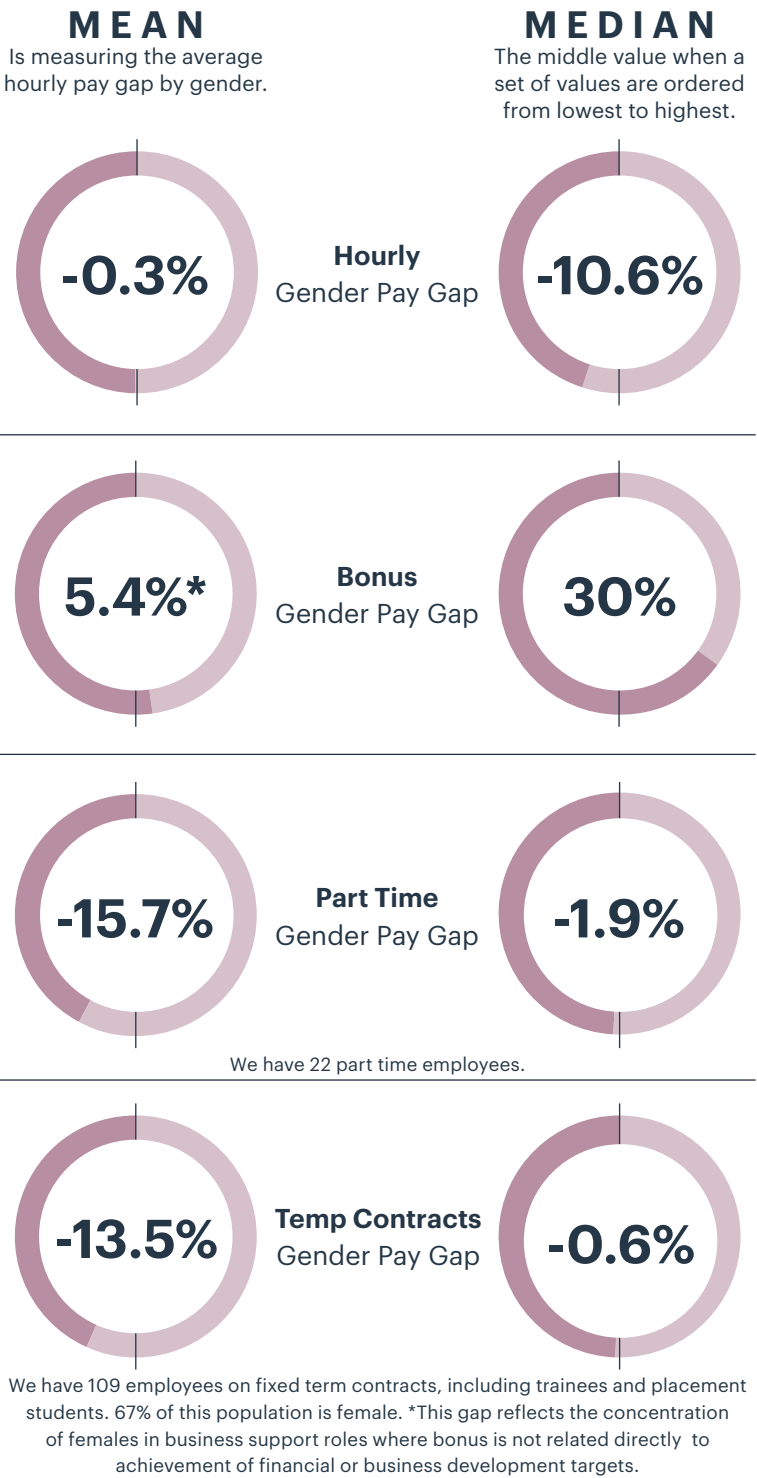 MEAN
Is measuring the average
hourly pay gap by gender.
MEDIAN
The middle value when a
set of values are ordered
from lowest to highest.
-0.3%
Hourly
Gender Pay Gap
-10.6%
5.4%*
Bonus
Gender Pay Gap
30%
-15.7%
Part Time
Gender Pay Gap
-1.9%
We have 22 part time employees.
-13.5%
Temp Contracts
Gender Pay Gap
-0.6%
We have 109 employees on fixed term contracts, including trainees and placement
students. 67% of this population is female. *This gap reflects the concentration
of females in business support roles where bonus is not related directly to
achievement of financial or business development targets.